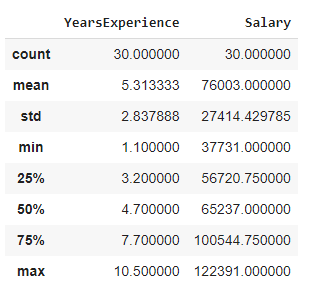 YearsExperience Salary
count 30.000000 30.000000
mean 5.313333 76003.000000
std 2.837888 27414.429785
min 1.100000 37731.000000
25% 3.200000 56720.750000
50% 4.700000 65237.000000
75% 7.700000 100544.750000
max 10.500000 122391.000000